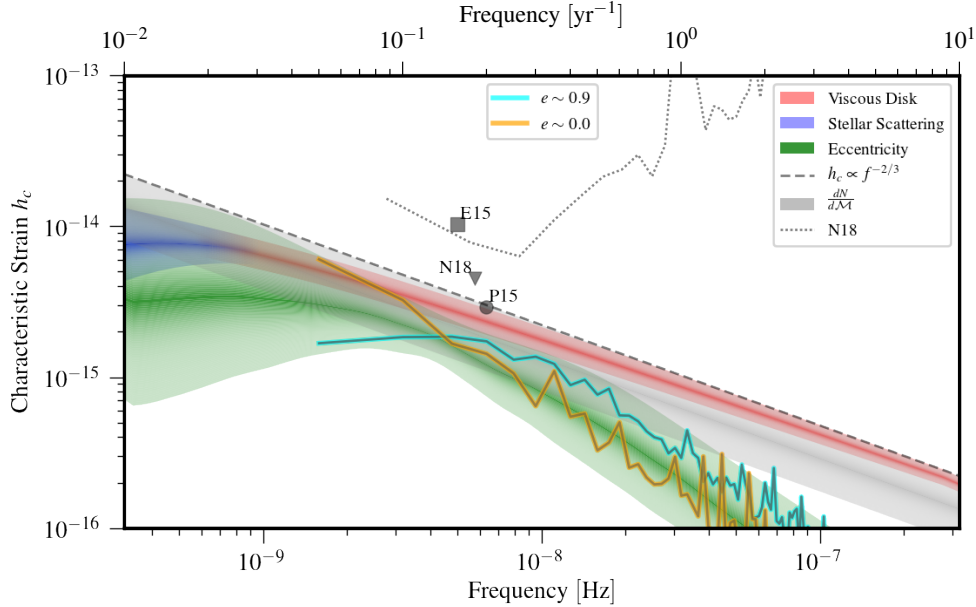 Frequency [yr⁻¹]
10⁻² 10⁻¹ 10⁰ 10¹
10⁻¹³
10⁻¹⁴
10⁻¹⁵
10⁻¹⁶
Characteristic Strain h_c
e ~ 0.9
e ~ 0.0
Viscous Disk
Stellar Scattering
Eccentricity
h_c ∝ f^{-2/3}
dN/dℳ
N18
E15
N18
P15
10⁻⁹ 10⁻⁸ 10⁻⁷
Frequency [Hz]